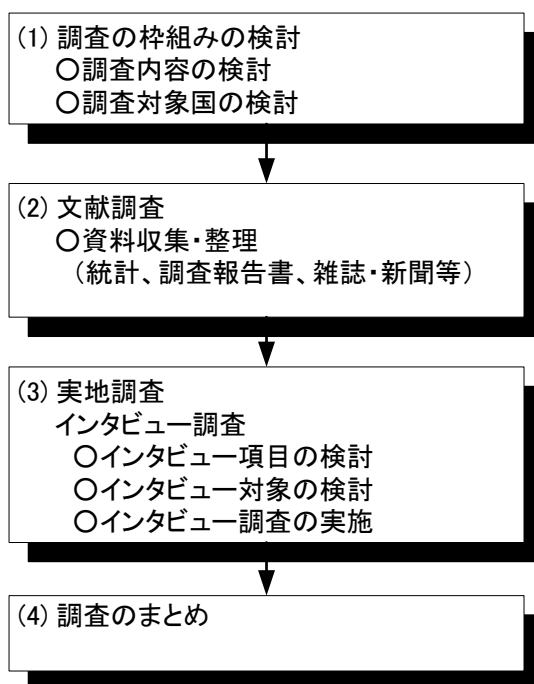 (1) 調査の枠組みの検討
○調査内容の検討
○調査対象国の検討
(2) 文献調査
○資料収集・整理
（統計、調査報告書、雑誌・新聞等）
(3) 実地調査
インタビュー調査
○インタビュー項目の検討
○インタビュー対象の検討
○インタビュー調査の実施
(4) 調査のまとめ